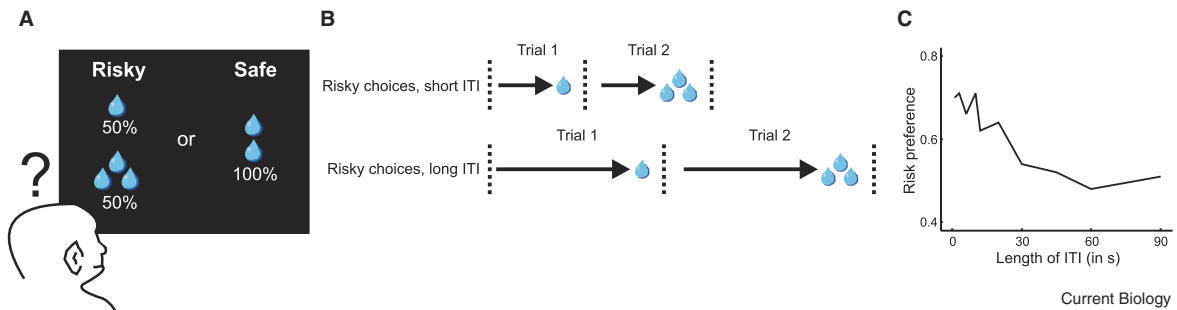 A
Risky
Safe
50%
or
100%
50%
?
B
Trial 1
Trial 2
Risky choices, short ITI
Trial 1
Trial 2
Risky choices, long ITI
C
Risk preference
0.8
0.6
0.4
0
30
60
90
Length of ITI (in s)
Current Biology